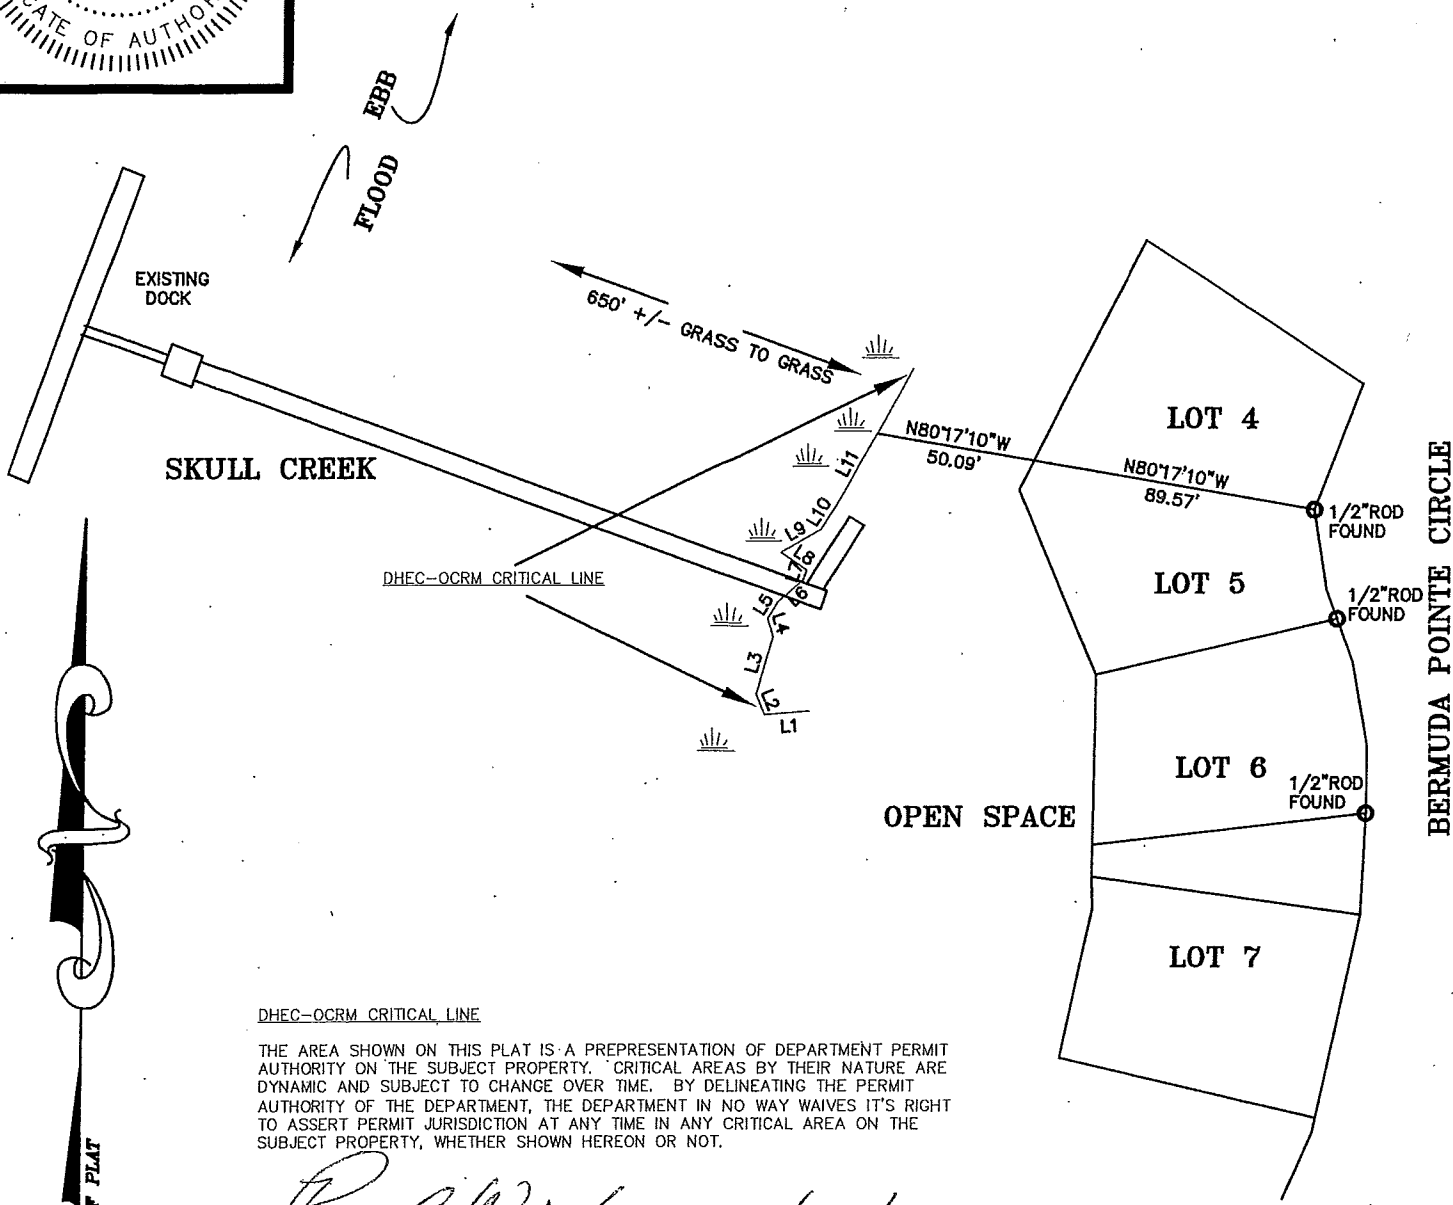 CATE OF AUTHOR
EBB
FLOOD
EXISTING
DOCK
650' +/- GRASS TO GRASS
SKULL CREEK
DHEC-OCRM CRITICAL LINE
L11
L10
L9
L8
L7
L6
L5
L4
L3
L2
L1
N80°17'10"W
50.09'
N80°17'10"W
89.57'
LOT 4
1/2"ROD
FOUND
LOT 5
1/2"ROD
FOUND
LOT 6
1/2"ROD
FOUND
OPEN SPACE
LOT 7
BERMUDA POINTE CIRCLE
DHEC-OCRM CRITICAL LINE
THE AREA SHOWN ON THIS PLAT IS A PREPRESENTATION OF DEPARTMENT PERMIT
AUTHORITY ON THE SUBJECT PROPERTY. CRITICAL AREAS BY THEIR NATURE ARE
DYNAMIC AND SUBJECT TO CHANGE OVER TIME. BY DELINEATING THE PERMIT
AUTHORITY OF THE DEPARTMENT, THE DEPARTMENT IN NO WAY WAIVES IT'S RIGHT
TO ASSERT PERMIT JURISDICTION AT ANY TIME IN ANY CRITICAL AREA ON THE
SUBJECT PROPERTY, WHETHER SHOWN HEREON OR NOT.
PLAT